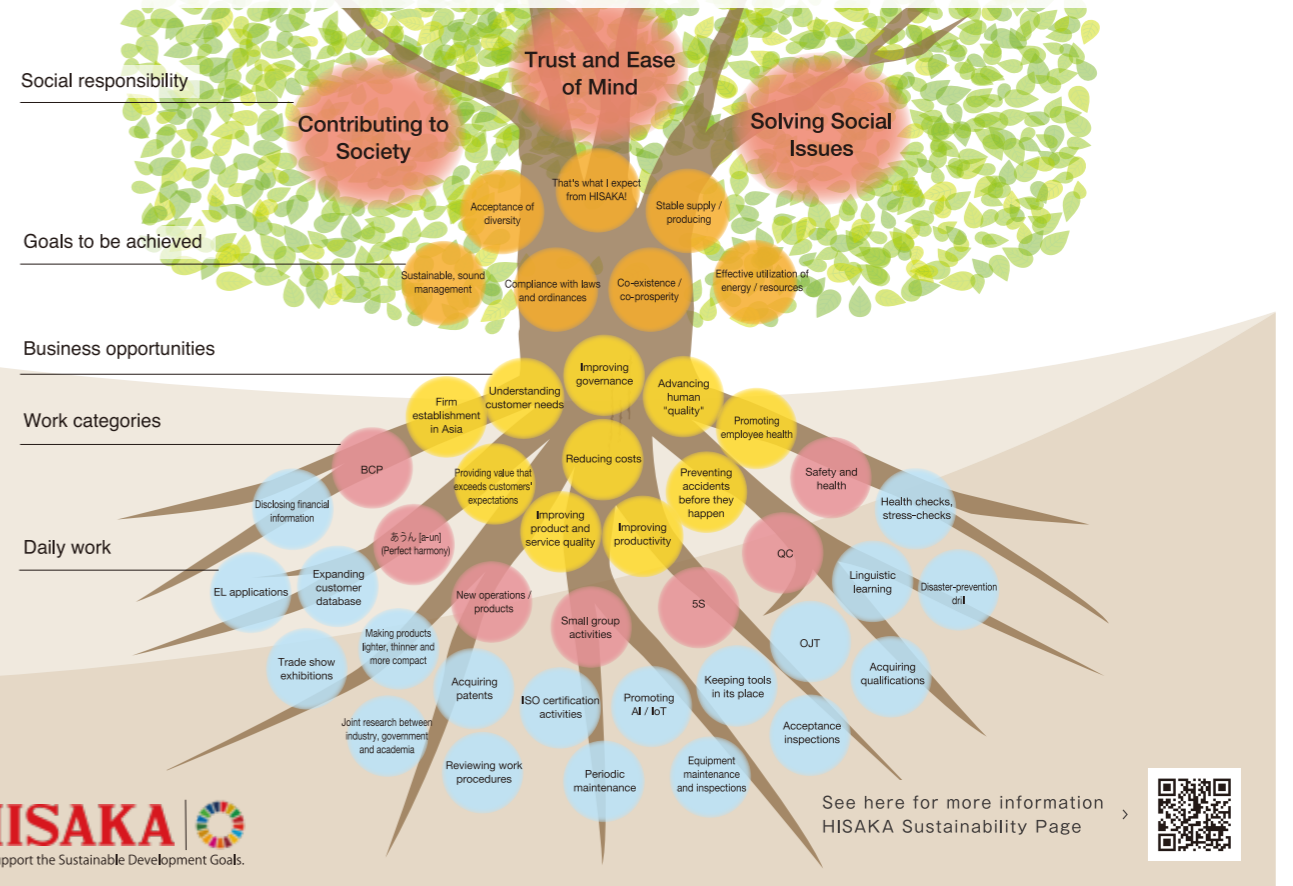 Social responsibility
Trust and Ease
of Mind
Contributing to
Society
Solving Social
Issues
Goals to be achieved
That's what I expect
from HISAKA!
Acceptance of
diversity
Stable supply /
producing
Sustainable, sound
management
Compliance with laws
and ordinances
Co-existence /
co-prosperity
Effective utilization of
energy / resources
Business opportunities
Improving
governance
Understanding
customer needs
Advancing
human
"quality"
Firm
establishment
in Asia
Promoting
employee health
Reducing costs
Providing value that
exceeds customers'
expectations
Preventing
accidents
before they
happen
Improving
product and
service quality
Improving
productivity
Work categories
BCP
Safety and
health
あうん [a-un]
(Perfect harmony)
QC
New operations /
products
Small group
activities
5S
Daily work
Disclosing financial
information
Health checks,
stress-checks
EL applications
Expanding
customer
database
Linguistic
learning
Disaster-prevention
drill
Trade show
exhibitions
Making products
lighter, thinner and
more compact
OJT
Acquiring
qualifications
Acquiring
patents
ISO certification
activities
Promoting
AI / IoT
Keeping tools
in its place
Joint research between
industry, government
and academia
Acceptance
inspections
Reviewing work
procedures
Periodic
maintenance
Equipment
maintenance
and inspections
HISAKA
upport the Sustainable Development Goals.
See here for more information
HISAKA Sustainability Page